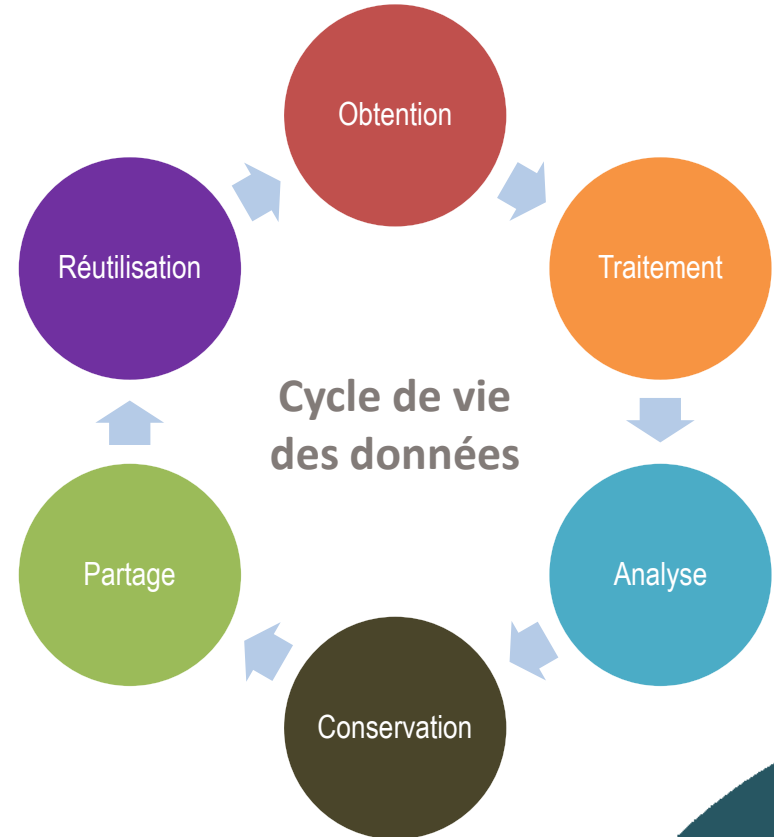 Obtention
Traitement
Analyse
Conservation
Partage
Réutilisation
Cycle de vie
des données